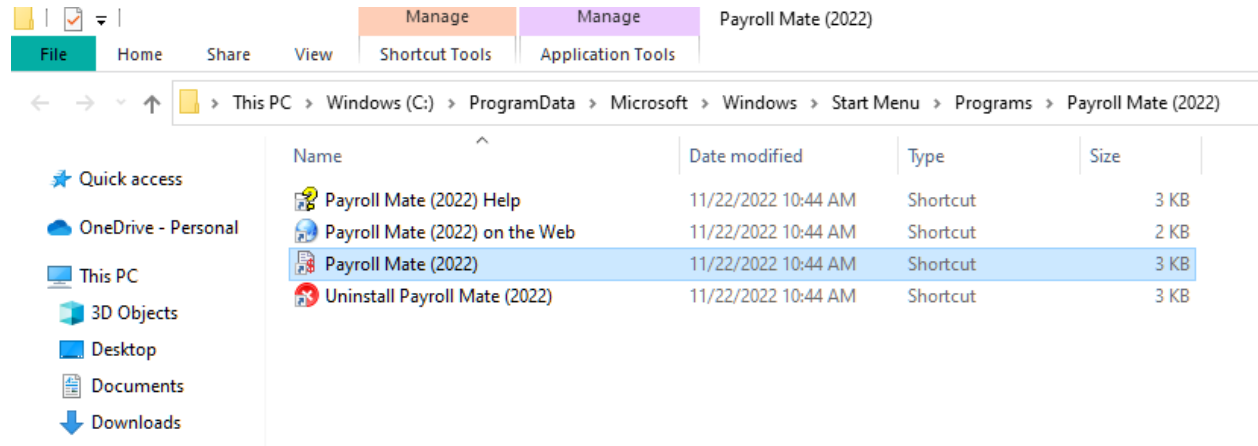 Manage Manage Payroll Mate (2022)
File Home Share View Shortcut Tools Application Tools
This PC > Windows (C:) > ProgramData > Microsoft > Windows > Start Menu > Programs > Payroll Mate (2022)
Name Date modified Type Size
Quick access
OneDrive - Personal
This PC
3D Objects
Desktop
Documents
Downloads
Payroll Mate (2022) Help 11/22/2022 10:44 AM Shortcut 3 KB
Payroll Mate (2022) on the Web 11/22/2022 10:44 AM Shortcut 2 KB
Payroll Mate (2022) 11/22/2022 10:44 AM Shortcut 3 KB
Uninstall Payroll Mate (2022) 11/22/2022 10:44 AM Shortcut 3 KB